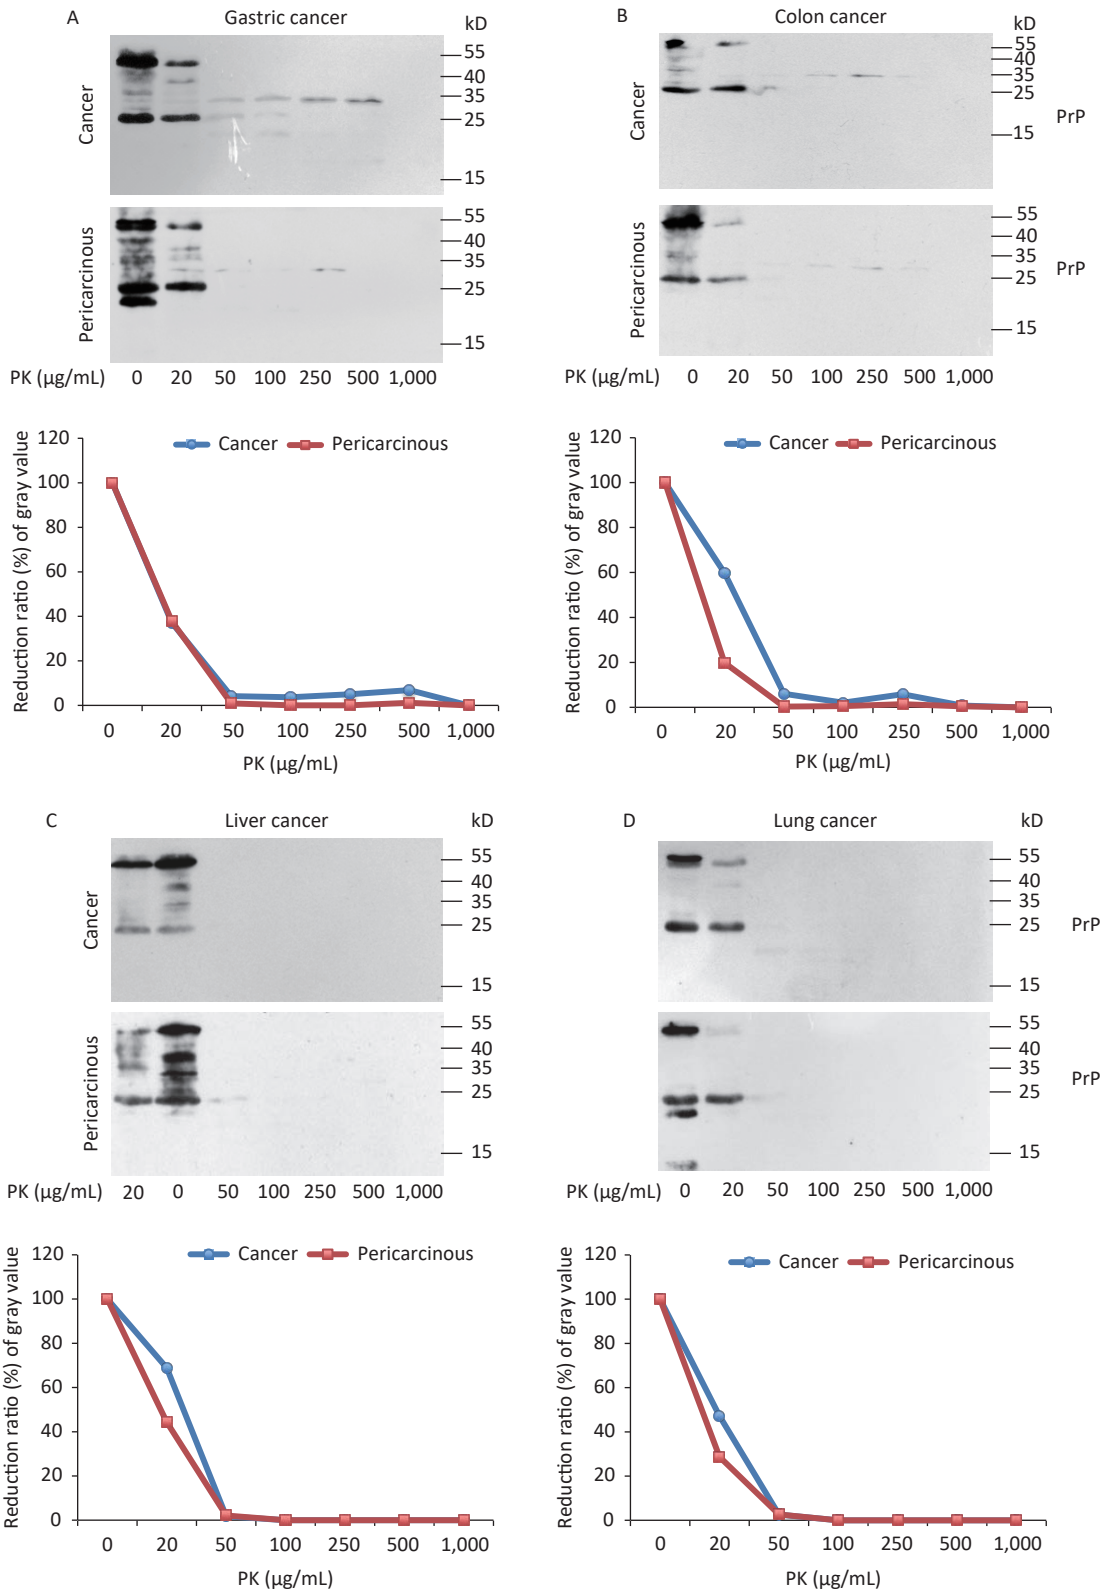 A Gastric cancer kD
Cancer
55
40
35
25
15
Pericarcinous
55
40
35
25
15
PK (μg/mL) 0 20 50 100 250 500 1,000
B Colon cancer kD
Cancer
55
40
35
25
15
PrP
Pericarcinous
55
40
35
25
15
PrP
PK (μg/mL) 0 20 50 100 250 500 1,000
Reduction ratio (%) of gray value
Cancer Pericarcinous
120
100
80
60
40
20
0
0 20 50 100 250 500 1,000
PK (μg/mL)
Reduction ratio (%) of gray value
Cancer Pericarcinous
120
100
80
60
40
20
0
0 20 50 100 250 500 1,000
PK (μg/mL)
C Liver cancer kD
Cancer
55
40
35
25
15
Pericarcinous
55
40
35
25
15
PK (μg/mL) 20 0 50 100 250 500 1,000
D Lung cancer kD
55
40
35
25
15
PrP
55
40
35
25
15
PrP
PK (μg/mL) 0 20 50 100 250 500 1,000
Reduction ratio (%) of gray value
Cancer Pericarcinous
120
100
80
60
40
20
0
0 20 50 100 250 500 1,000
PK (μg/mL)
Reduction ratio (%) of gray value
Cancer Pericarcinous
120
100
80
60
40
20
0
0 20 50 100 250 500 1,000
PK (μg/mL)